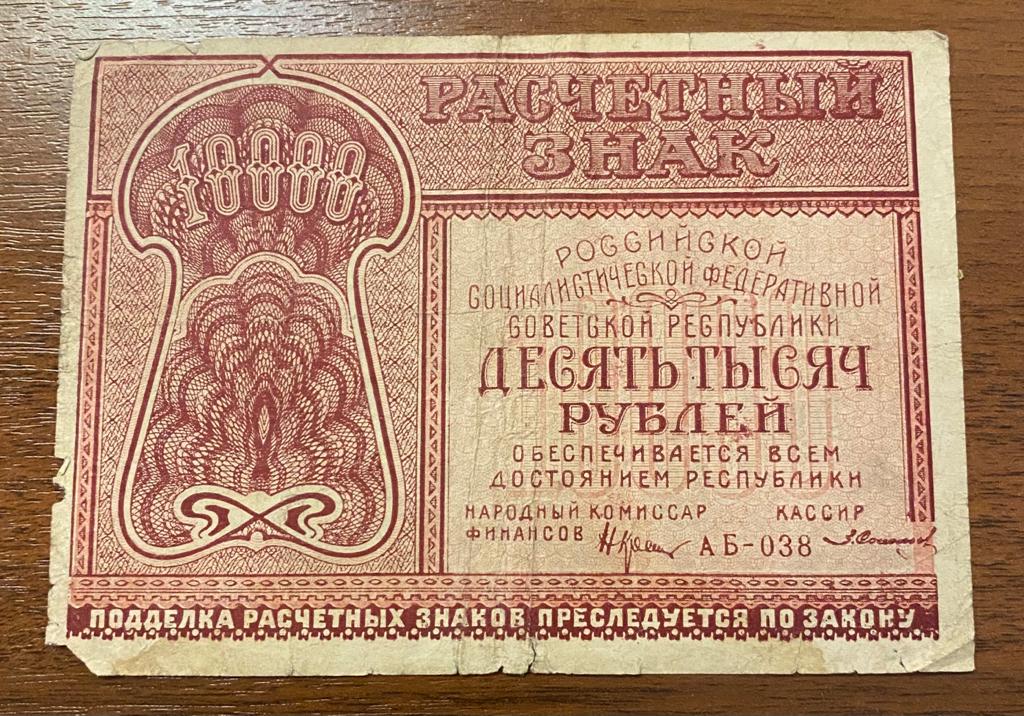 РАСЧЕТНЫЙ
ЗНАК
10000
10000
РОССИЙСКОЙ
СОЦИАЛИСТИЧЕСКОЙ ФЕДЕРАТИВНОЙ
СОВЕТСКОЙ РЕСПУБЛИКИ
ДЕСЯТЬ ТЫСЯЧ
РУБЛЕЙ
ОБЕСПЕЧИВАЕТСЯ ВСЕМ
ДОСТОЯНИЕМ РЕСПУБЛИКИ
НАРОДНЫЙ КОМИССАР КАССИР
ФИНАНСОВ АБ-038
ПОДДЕЛКА РАСЧЕТНЫХ ЗНАКОВ ПРЕСЛЕДУЕТСЯ ПО ЗАКОНУ